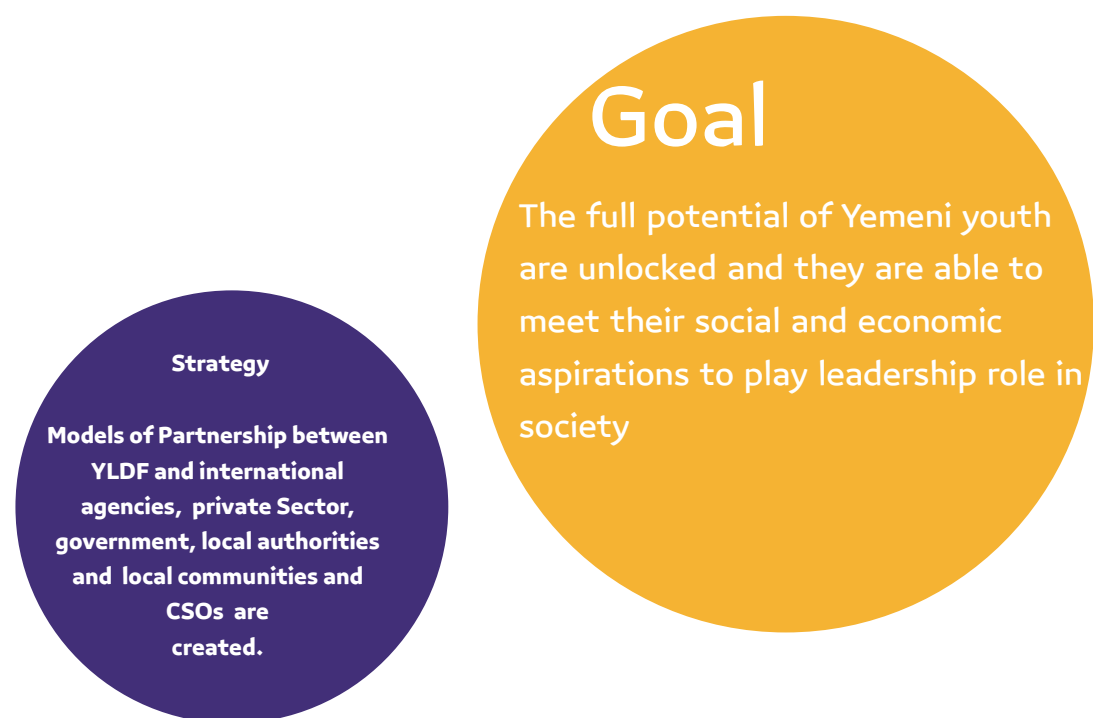 Goal
The full potential of Yemeni youth
are unlocked and they are able to
meet their social and economic
aspirations to play leadership role in
society
Strategy
Models of Partnership between
YLDF and international
agencies, private Sector,
government, local authorities
and local communities and
CSOs are
created.